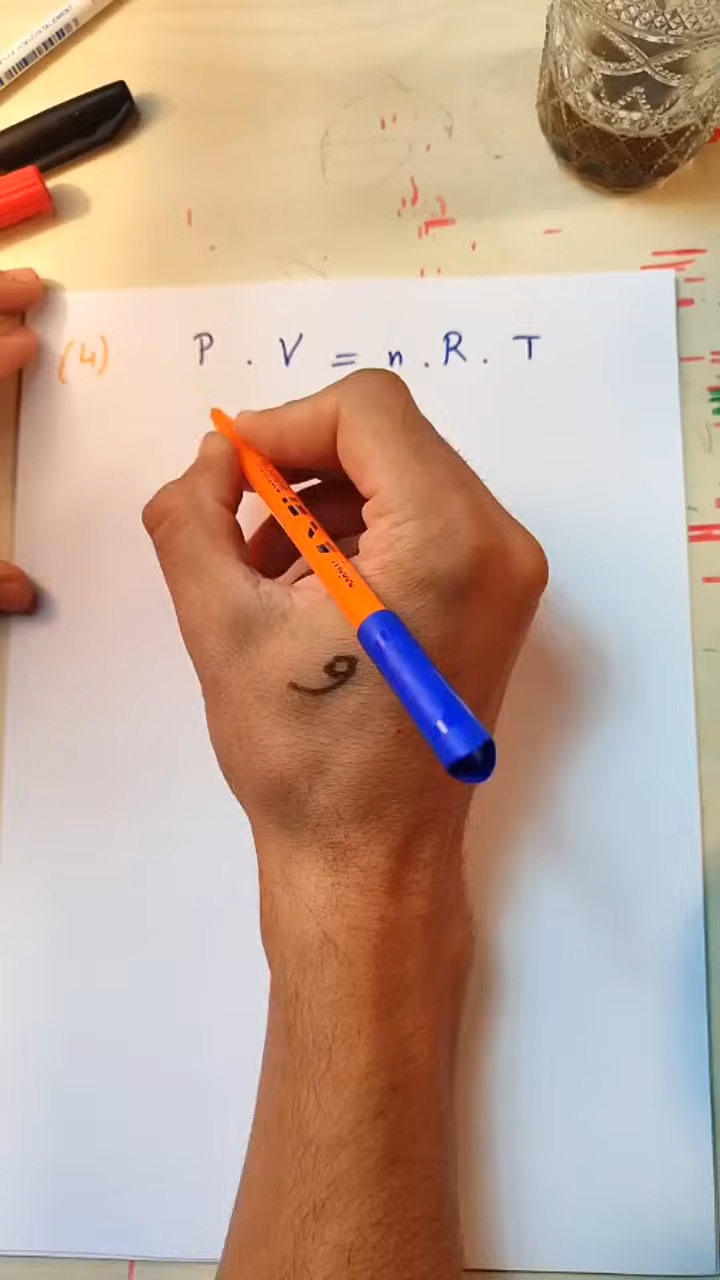 (4) P . V = n . R . T
و